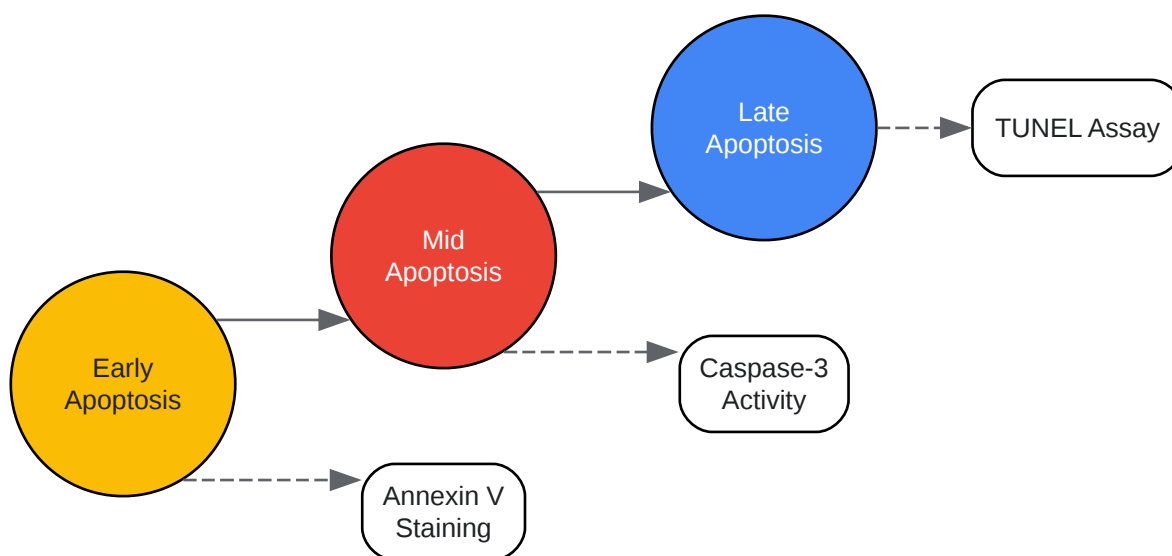 Late
Apoptosis
TUNEL Assay
Mid
Apoptosis
Caspase-3
Activity
Early
Apoptosis
Annexin V
Staining